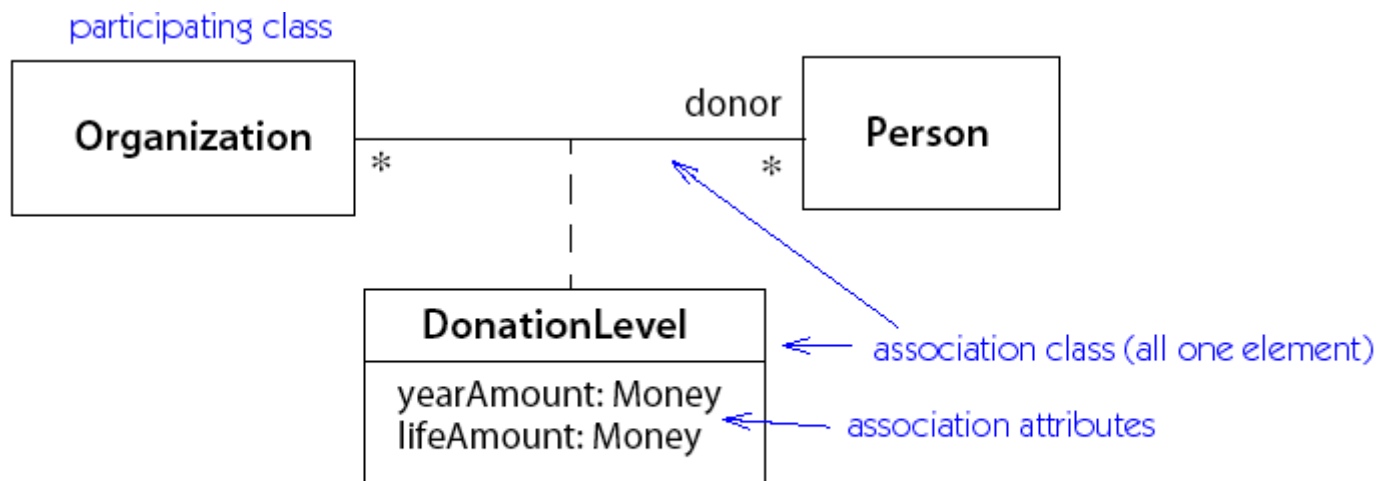 participating class
Organization
donor
Person
*
*
DonationLevel
association class (all one element)
yearAmount: Money
lifeAmount: Money
association attributes